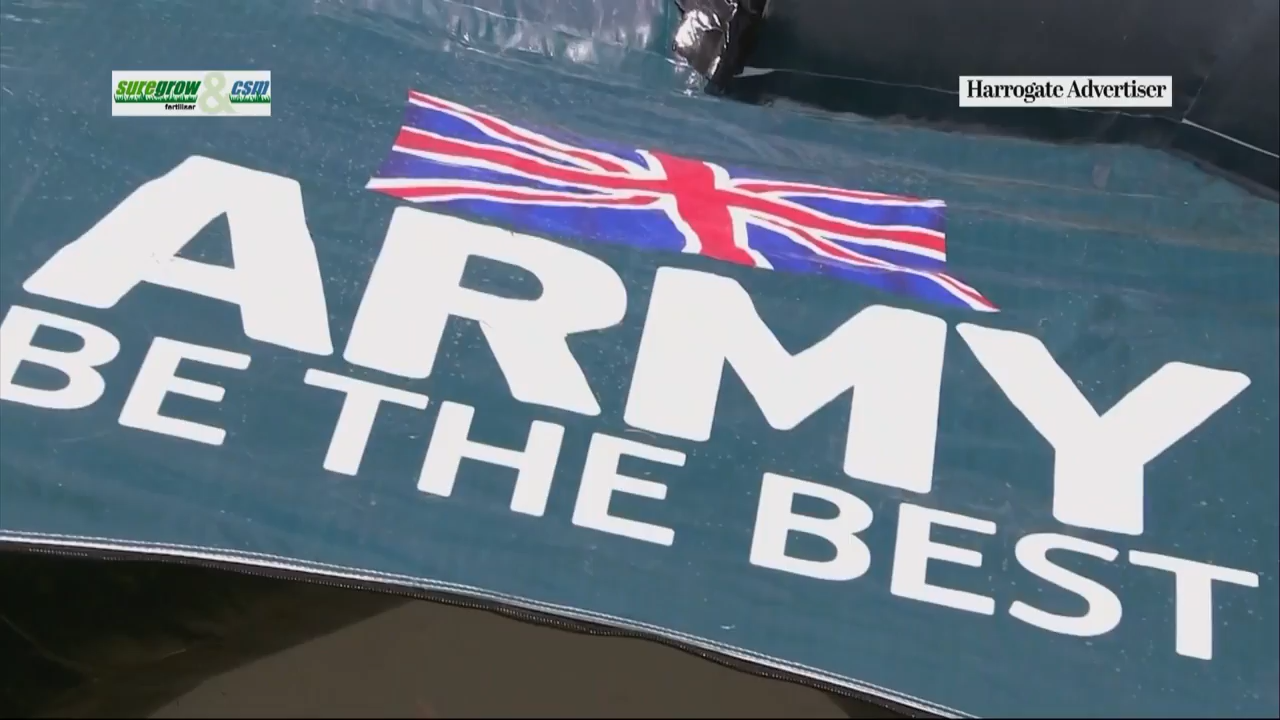 suregrow & csm
fertiliser
Harrogate Advertiser
ARMY
BE THE BEST